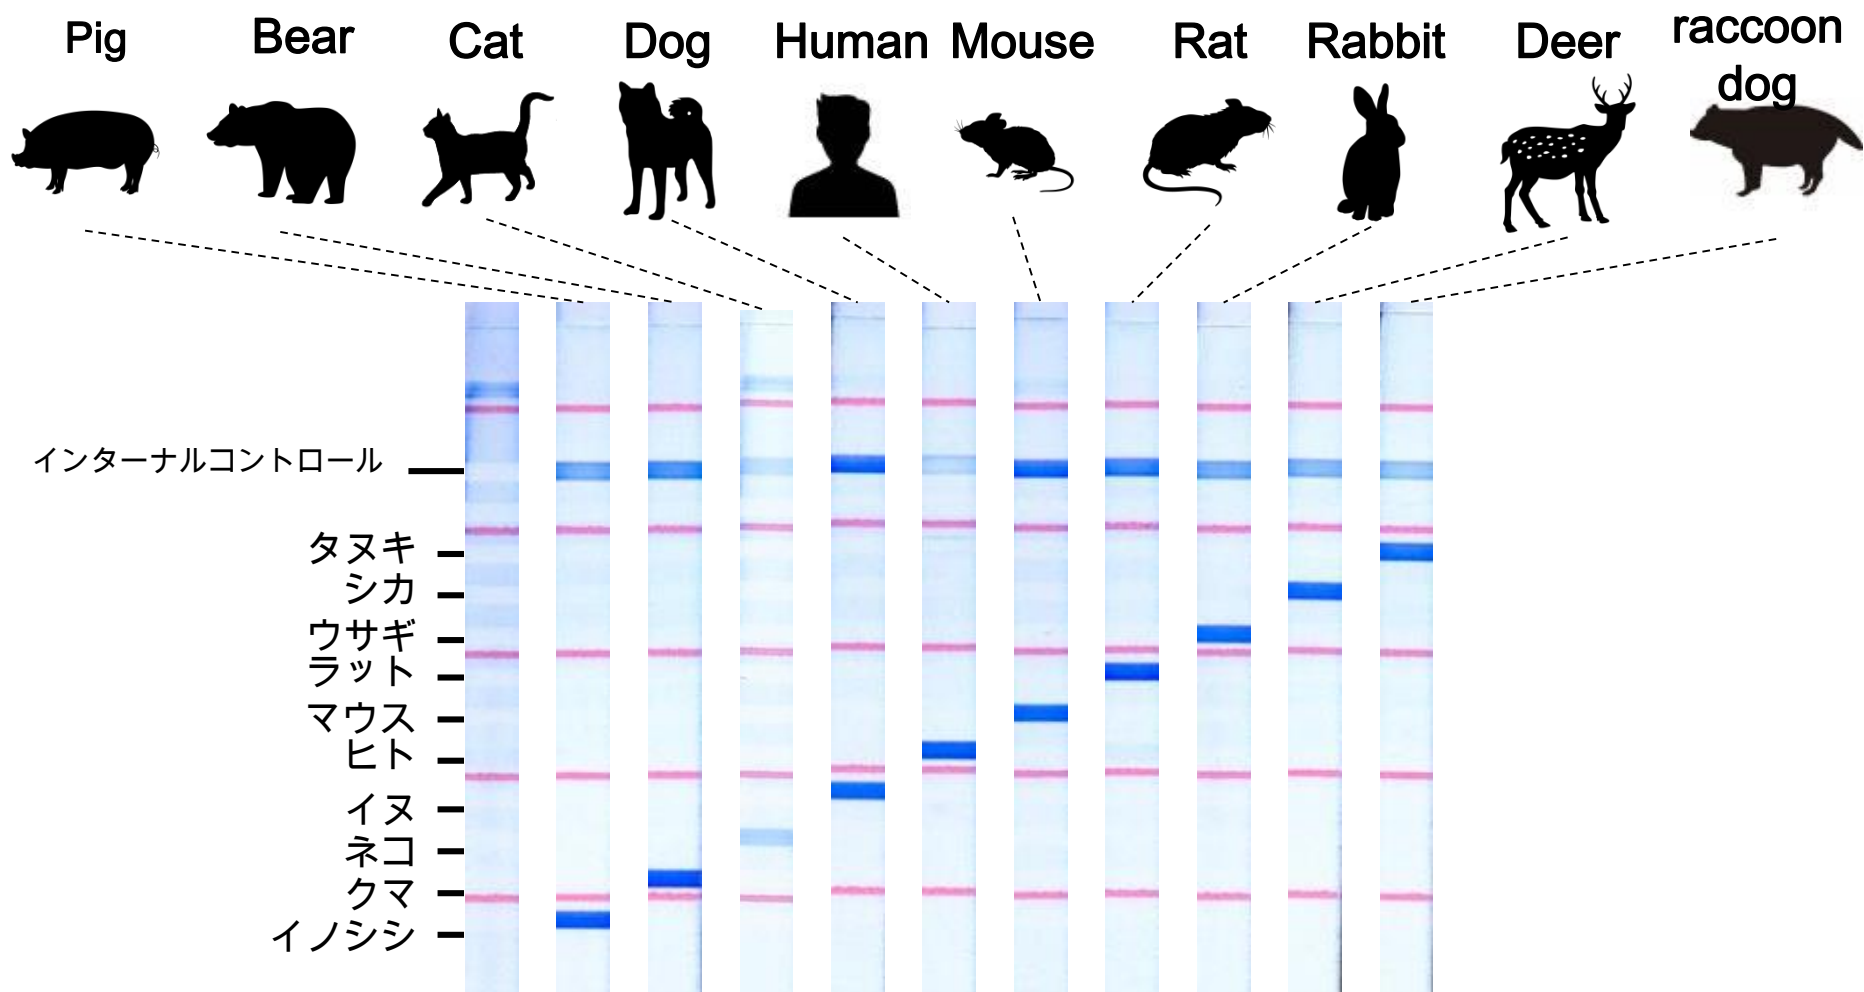 Pig
Bear
Cat
Dog
Human
Mouse
Rat
Rabbit
Deer
raccoon
dog
インターナルコントロール
タヌキ
シカ
ウサギ
ラット
マウス
ヒト
イヌ
ネコ
クマ
イノシシ